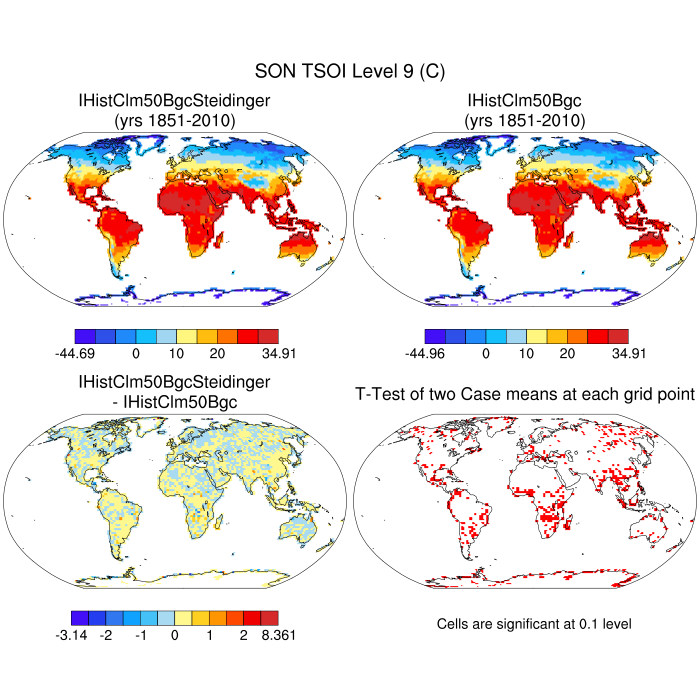 SON TSOI Level 9 (C)
IHistClm50BgcSteidinger
(yrs 1851-2010)
IHistClm50Bgc
(yrs 1851-2010)
-44.69 0 10 20 34.91
-44.96 0 10 20 34.91
IHistClm50BgcSteidinger
- IHistClm50Bgc
T-Test of two Case means at each grid point
-3.14 -2 -1 0 1 2 8.361
Cells are significant at 0.1 level